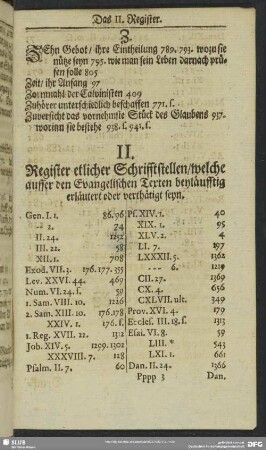 Das II. Register.
Z.
ZEhn Gebot / ihre Eintheilung 789. 793. wozu sie
nütze seyn 795. wie man sein Leben darnach prü-
fen solle 805
Zeit / ihr Anfang 97
Zornmahl der Calvinisten 409
Zuhörer unterschiedlich beschaffen 771. f.
Zuversicht das vornehmste Stück des Glaubens 937.
worinn sie bestehe 938. f. 941. f.
II.
Register etlicher Schrifftstellen / welche
ausser den Evangelischen Texten beyläufftig
erläutert oder verthätigt seyn.
Gen. I. 1. 86. 96
- - 2. 74
II. 24. 1252
III. 22. 58
XII. 1. 708
Exod. VII. 3. 176. 177. 355
Lev. XXVI. 44. 469
Num. VI. 24. f. 59
1. Sam. VIII. 10. 1226
2. Sam. XIII. 10. 176. 178
XXIV. 1. 176. f.
1. Reg. XVII. 22. 1312
Job. XIV. 5. 1299. 1302
XXXVIII. 7. 128
Psalm. II. 7. 60
Ps. XIV. 1. 40
XIX. 1. 95
XLV. 2. 4
LI. 7. 197
LXXXII. 5. 1362
- - 6. 1219
CII. 27. 1369
CX. 4. 656
CXLVII. ult. 349
Prov. XVI. 4. 179
Eccles. III. 18. f. 1313
Esai. VI. 8. 59
LIII. * 543
LXI. 1. 661
Dan. II. 24. 1366
Pppp 3 Dan.
SLUB